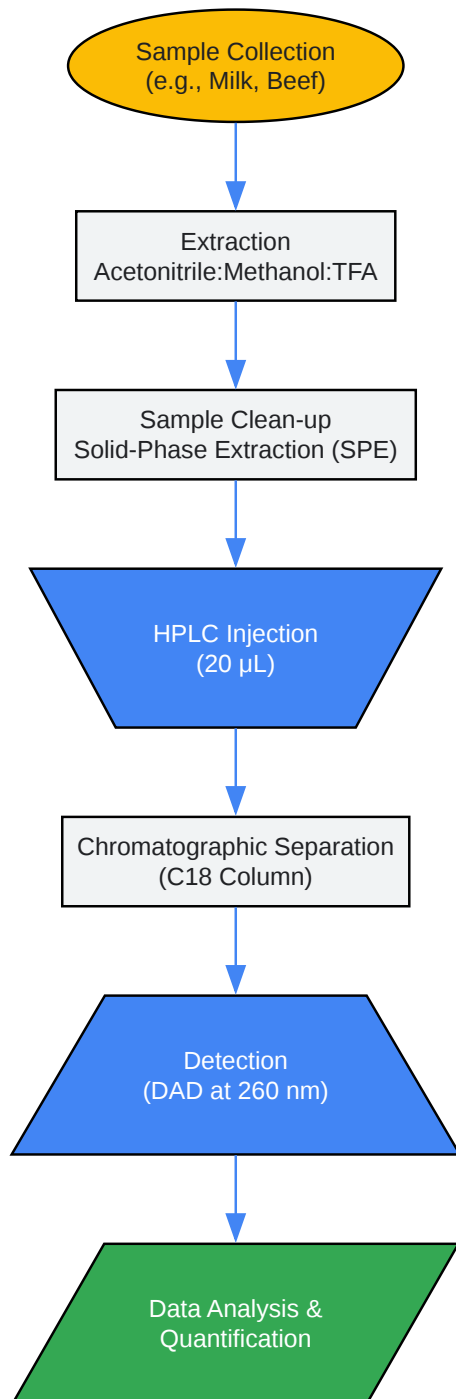 Sample Collection
(e.g., Milk, Beef)
Extraction
Acetonitrile:Methanol:TFA
Sample Clean-up
Solid-Phase Extraction (SPE)
HPLC Injection
(20 μL)
Chromatographic Separation
(C18 Column)
Detection
(DAD at 260 nm)
Data Analysis &
Quantification